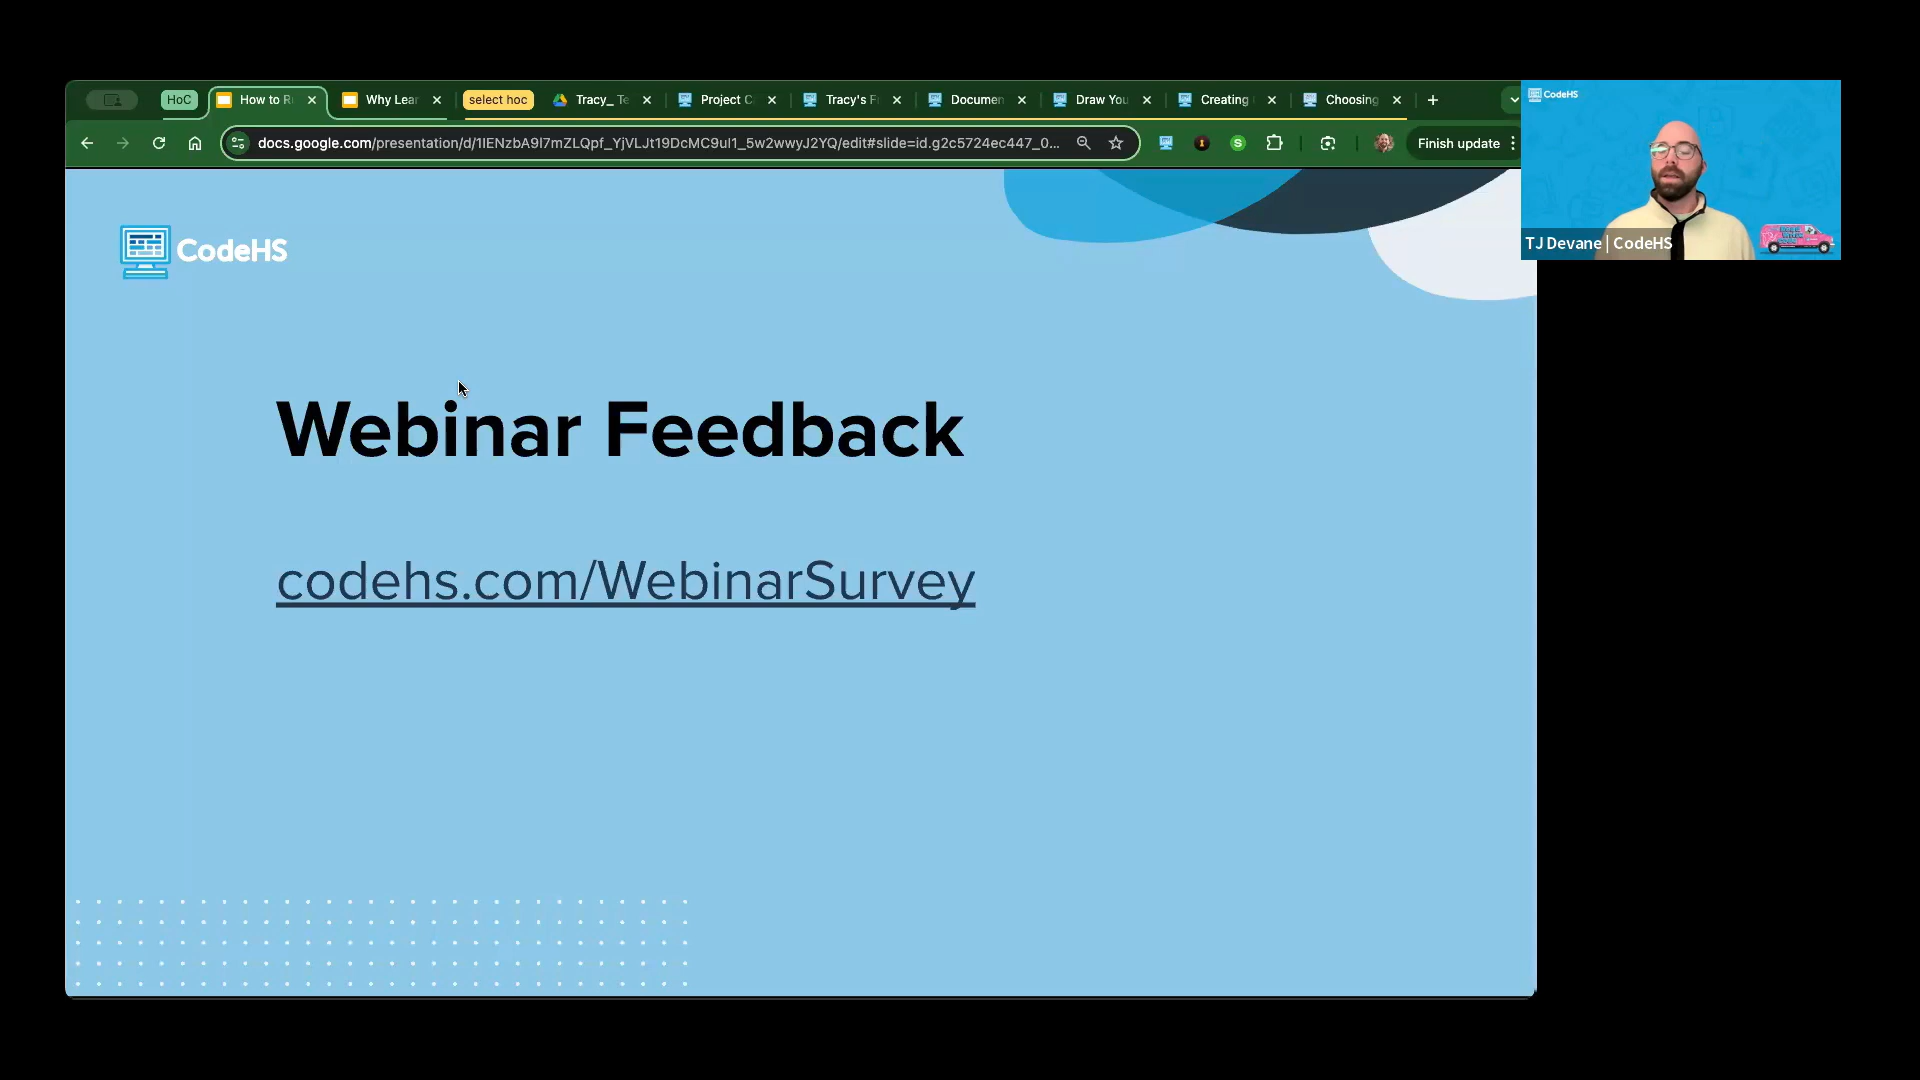 HoC
How to R
Why Lear
select hoc
Tracy_ Te
Project C
Tracy's F
Documen
Draw You
Creating
Choosing
docs.google.com/presentation/d/1IENzbA9I7mZLQpf_YjVLJt19DcMC9uI1_5w2wwyJ2YQ/edit#slide=id.g2c5724ec447_0...
Finish update
CodeHS
TJ Devane | CodeHS
CodeHS
Webinar Feedback
codehs.com/WebinarSurvey